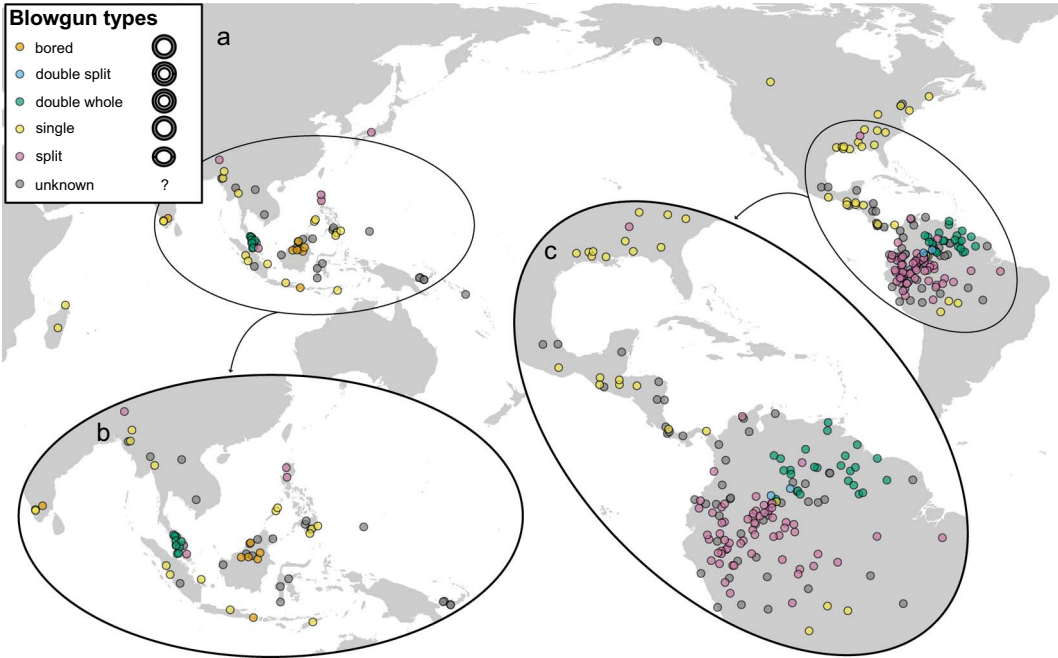 Blowgun types
bored
double split
double whole
single
split
unknown ?
a
b
c